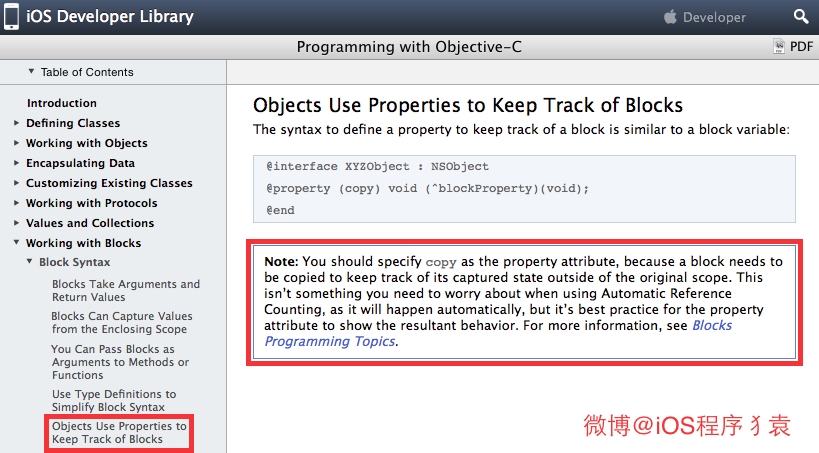 iOS Developer Library
Developer
Programming with Objective-C
PDF
Table of Contents
Introduction
Defining Classes
Working with Objects
Encapsulating Data
Customizing Existing Classes
Working with Protocols
Values and Collections
Working with Blocks
Block Syntax
Blocks Take Arguments and
Return Values
Blocks Can Capture Values
from the Enclosing Scope
You Can Pass Blocks as
Arguments to Methods or
Functions
Use Type Definitions to
Simplify Block Syntax
Objects Use Properties to
Keep Track of Blocks
Objects Use Properties to Keep Track of Blocks
The syntax to define a property to keep track of a block is similar to a block variable:
@interface XYZObject : NSObject
@property (copy) void (^blockProperty)(void);
@end
Note: You should specify copy as the property attribute, because a block needs to
be copied to keep track of its captured state outside of the original scope. This
isn’t something you need to worry about when using Automatic Reference
Counting, as it will happen automatically, but it’s best practice for the property
attribute to show the resultant behavior. For more information, see Blocks
Programming Topics.
微博@iOS程序犭袁